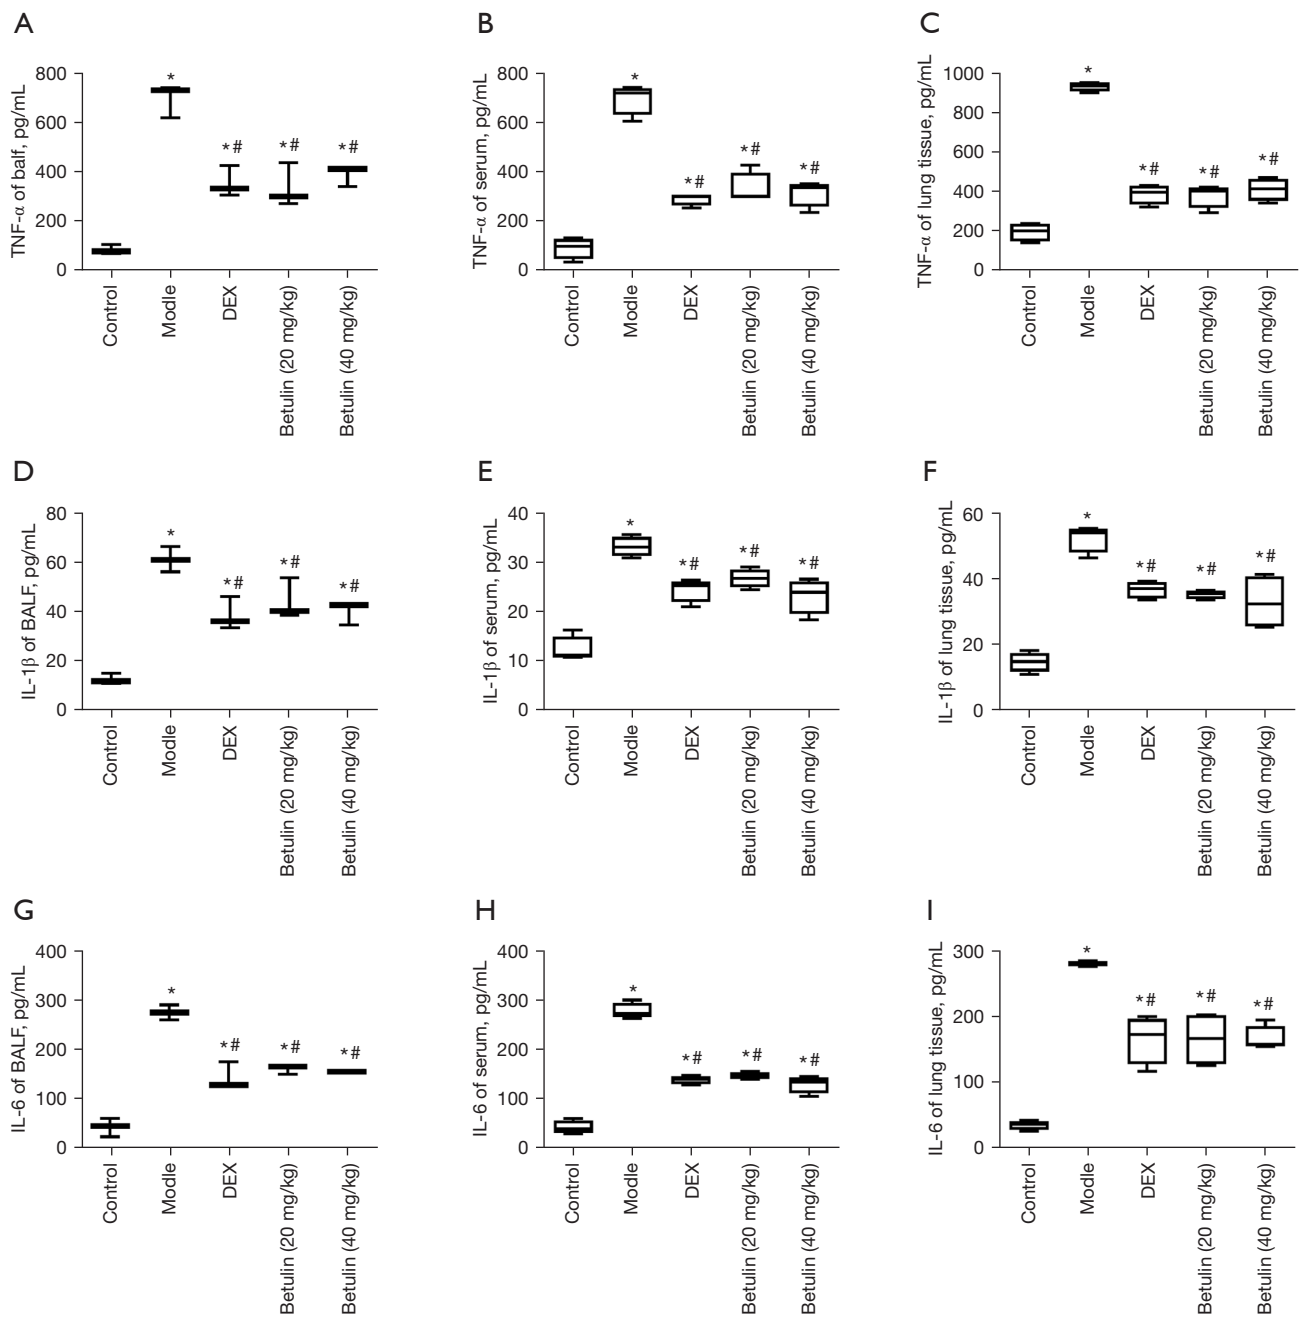 A
TNF-α of balf, pg/mL
800
600
400
200
0
*
*#
*#
*#
Control
Modle
DEX
Betulin (20 mg/kg)
Betulin (40 mg/kg)
B
TNF-α of serum, pg/mL
800
600
400
200
0
*
*#
*#
*#
Control
Modle
DEX
Betulin (20 mg/kg)
Betulin (40 mg/kg)
C
TNF-α of lung tissue, pg/mL
1000
800
600
400
200
0
*
*#
*#
*#
Control
Modle
DEX
Betulin (20 mg/kg)
Betulin (40 mg/kg)
D
IL-1β of BALF, pg/mL
80
60
40
20
0
*
*#
*#
*#
Control
Modle
DEX
Betulin (20 mg/kg)
Betulin (40 mg/kg)
E
IL-1β of serum, pg/mL
40
30
20
10
0
*
*#
*#
*#
Control
Modle
DEX
Betulin (20 mg/kg)
Betulin (40 mg/kg)
F
IL-1β of lung tissue, pg/mL
60
40
20
0
*
*#
*#
*#
Control
Modle
DEX
Betulin (20 mg/kg)
Betulin (40 mg/kg)
G
IL-6 of BALF, pg/mL
400
300
200
100
0
*
*#
*#
*#
Control
Modle
DEX
Betulin (20 mg/kg)
Betulin (40 mg/kg)
H
IL-6 of serum, pg/mL
400
300
200
100
0
*
*#
*#
*#
Control
Modle
DEX
Betulin (20 mg/kg)
Betulin (40 mg/kg)
I
IL-6 of lung tissue, pg/mL
300
200
100
0
*
*#
*#
*#
Control
Modle
DEX
Betulin (20 mg/kg)
Betulin (40 mg/kg)